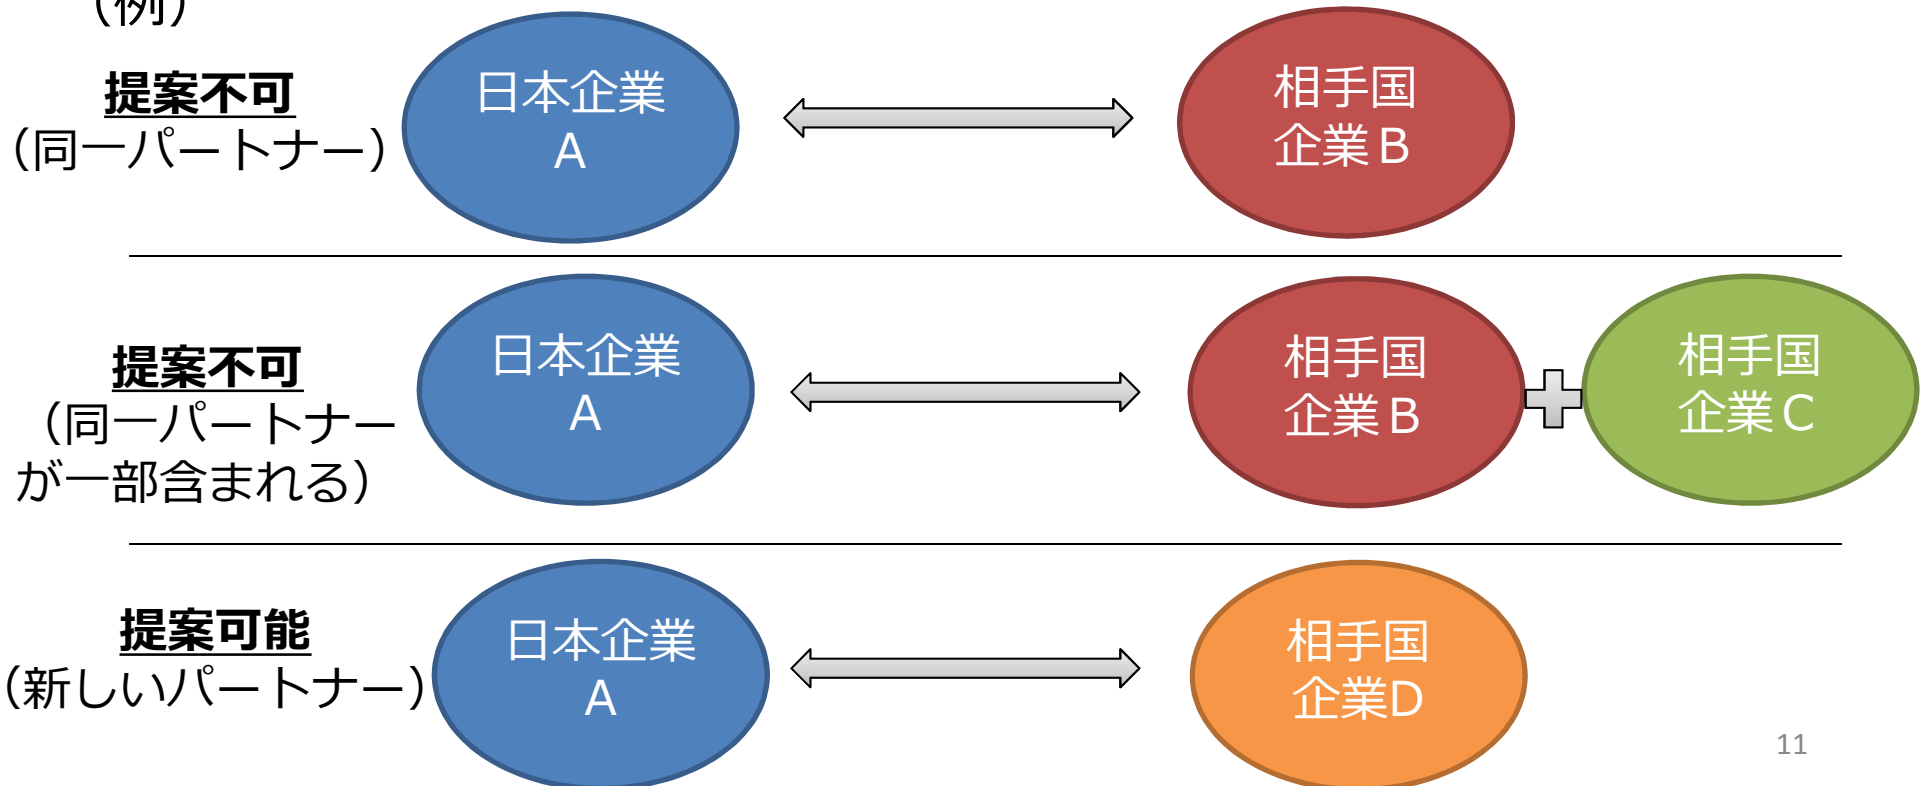 （例）
提案不可
（同一パートナー）
日本企業
A
相手国
企業B
提案不可
（同一パートナー
が一部含まれる）
日本企業
A
相手国
企業B
相手国
企業C
提案可能
（新しいパートナー）
日本企業
A
相手国
企業D
11